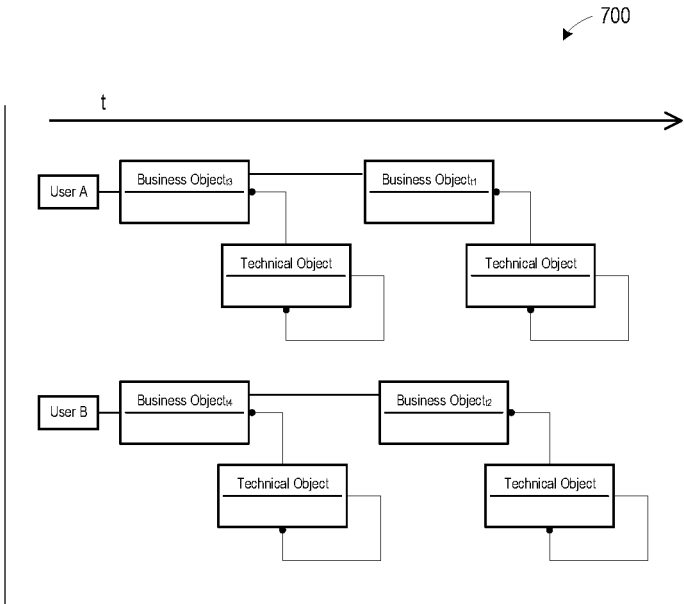 700
t
User A
Business Objectt3
Business Objectt1
Technical Object
Technical Object
User B
Business Objectt4
Business Objectt2
Technical Object
Technical Object